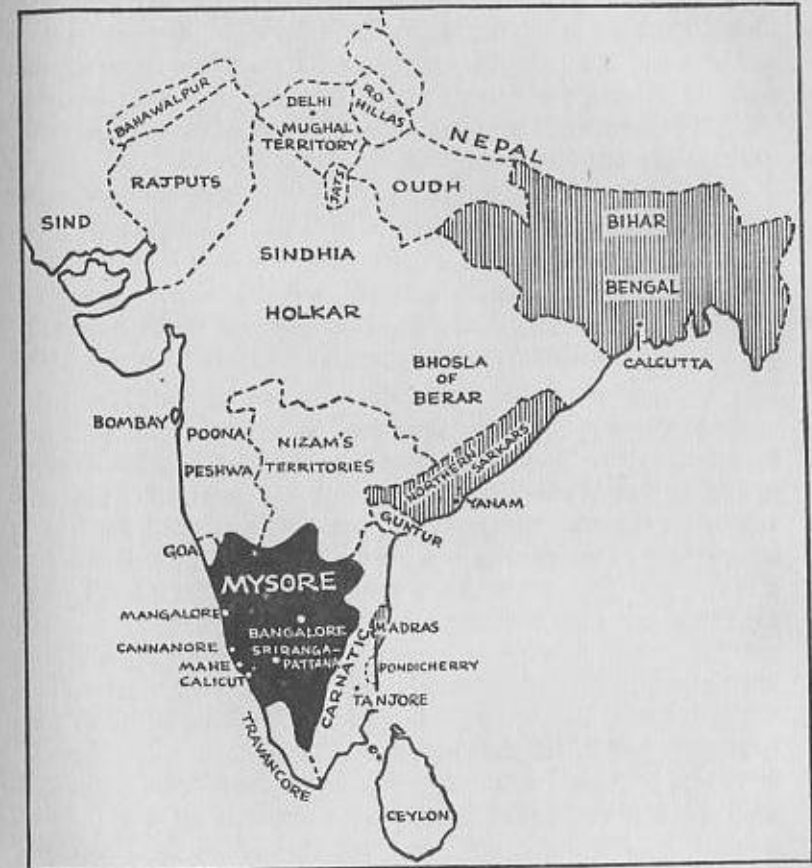 BAHAWALPUR
DELHI
MUGHAL
TERRITORY
RO
HILLAS
NEPAL
RAJPUTS
JATS
OUDH
SIND
BIHAR
SINDHIA
BENGAL
HOLKAR
CALCUTTA
BHOSLA
OF
BERAR
BOMBAY
POONA
PESHWA
NIZAM'S
TERRITORIES
NORTHERN
SARKARS
YANAM
GUNTUR
GOA
MYSORE
MANGALORE
BANGALORE
MADRAS
CANNANORE
SRIRANGA-
PATTANA
MAHE
CALICUT
CARNATIC
PONDICHERRY
TANJORE
TRAVANCORE
CEYLON